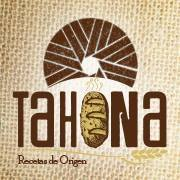 TAHONA
Recetas de Origen